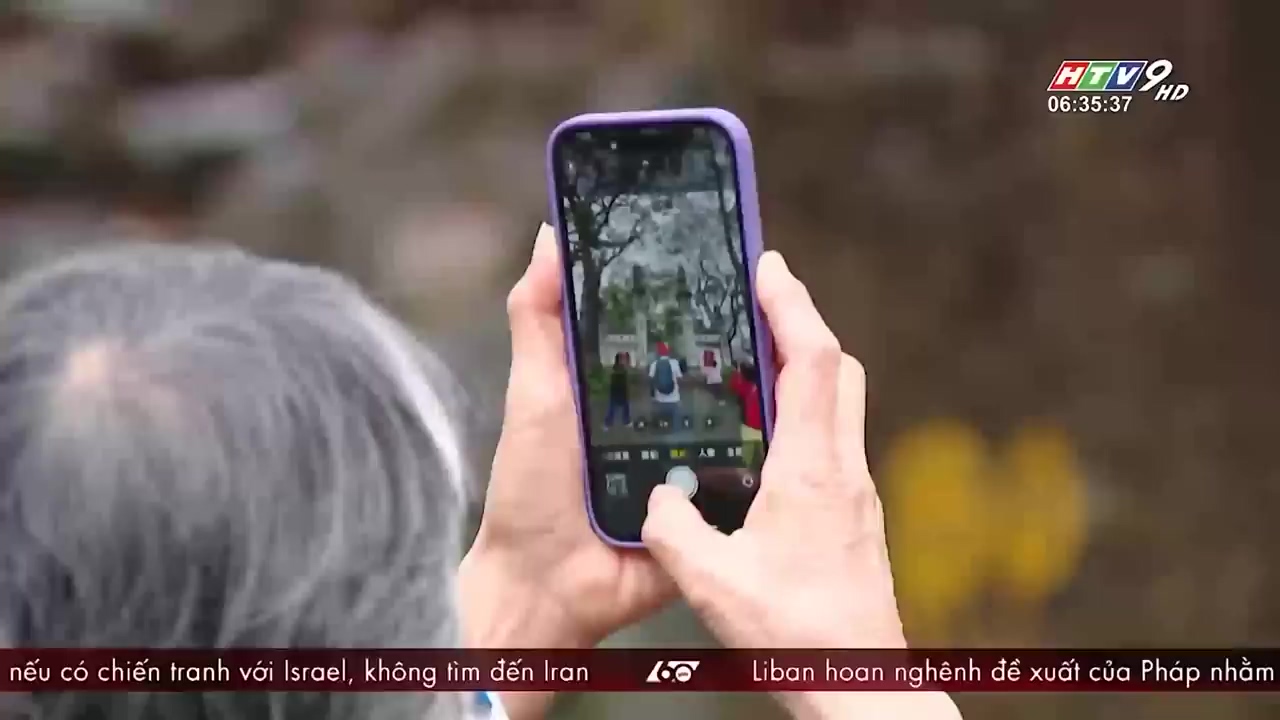 HTV9 HD
06:35:37
nếu có chiến tranh với Israel, không tìm đến Iran
60
Liban hoan nghênh đề xuất của Pháp nhằm